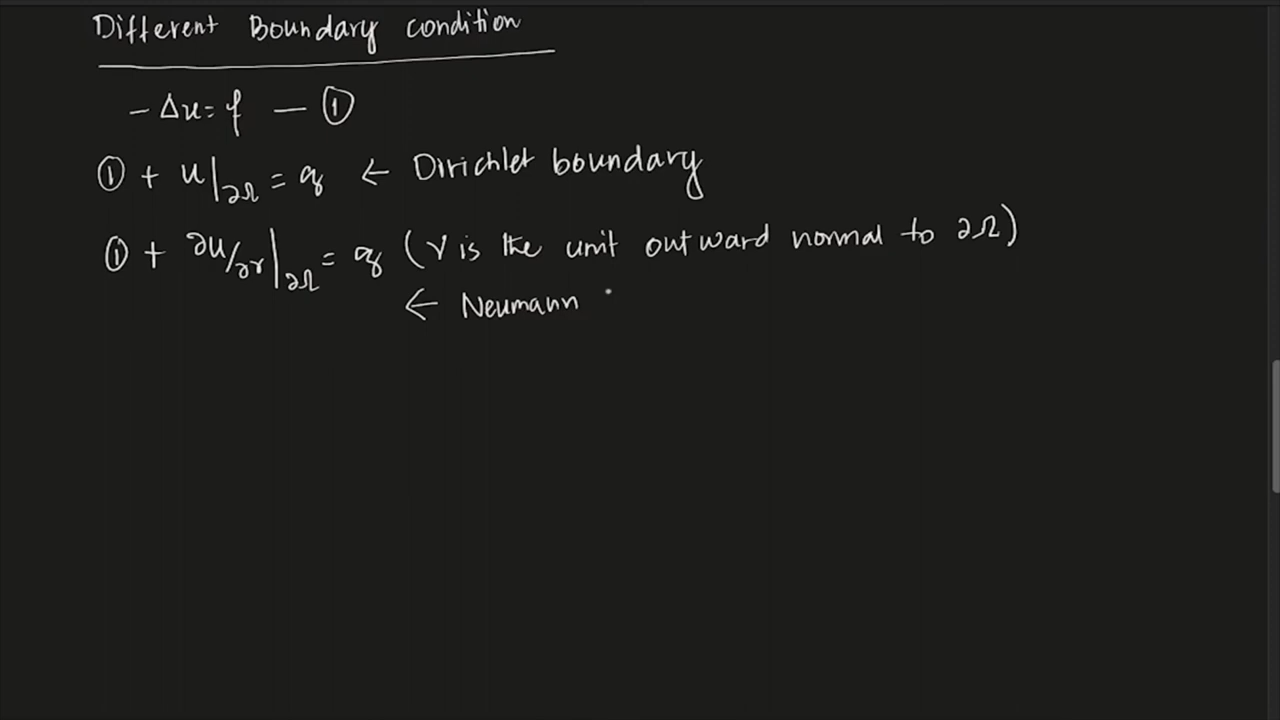 Different Boundary condition
- Δu = f — ①
① + u|∂Ω = g ← Dirichlet boundary
① + ∂u/∂γ|∂Ω = g (γ is the unit outward normal to ∂Ω)
← Neumann